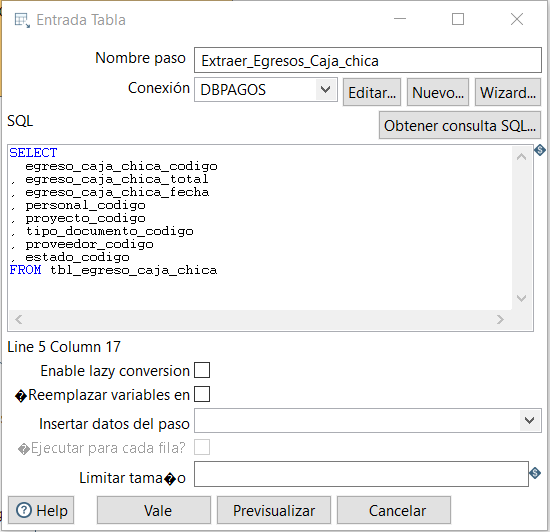 Entrada Tabla
Nombre paso Extraer_Egresos_Caja_chica
Conexión DBPAGOS Editar... Nuevo... Wizard...
SQL Obtener consulta SQL...
SELECT
  egreso_caja_chica_codigo
, egreso_caja_chica_total
, egreso_caja_chica_fecha
, personal_codigo
, proyecto_codigo
, tipo_documento_codigo
, proveedor_codigo
, estado_codigo
FROM tbl_egreso_caja_chica
Line 5 Column 17
Enable lazy conversion
�Reemplazar variables en
Insertar datos del paso
�Ejecutar para cada fila?
Limitar tama�o
Help Vale Previsualizar Cancelar